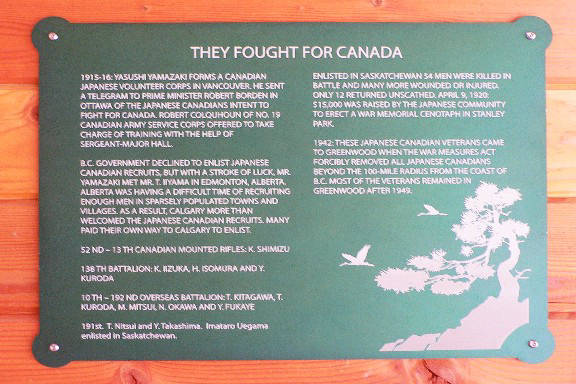 THEY FOUGHT FOR CANADA
1915-16: YASUSHI YAMAZAKI FORMS A CANADIAN
JAPANESE VOLUNTEER CORPS IN VANCOUVER. HE SENT
A TELEGRAM TO PRIME MINISTER ROBERT BORDEN IN
OTTAWA OF THE JAPANESE CANADIANS INTENT TO
FIGHT FOR CANADA. ROBERT COLQUHOUN OF NO. 19
CANADIAN ARMY SERVICE CORPS OFFERED TO TAKE
CHARGE OF TRAINING WITH THE HELP OF
SERGEANT-MAJOR HALL.
B.C. GOVERNMENT DECLINED TO ENLIST JAPANESE
CANADIAN RECRUITS, BUT WITH A STROKE OF LUCK, MR.
YAMAZAKI MET MR. T. IIYAMA IN EDMONTON, ALBERTA.
ALBERTA WAS HAVING A DIFFICULT TIME OF RECRUITING
ENOUGH MEN IN SPARSELY POPULATED TOWNS AND
VILLAGES. AS A RESULT, CALGARY MORE THAN
WELCOMED THE JAPANESE CANADIAN RECRUITS. MANY
PAID THEIR OWN WAY TO CALGARY TO ENLIST.
52 ND – 13 TH CANADIAN MOUNTED RIFLES: K. SHIMIZU
138 TH BATTALION: K. IIZUKA, H. ISOMURA AND Y.
KURODA
10 TH – 192 ND OVERSEAS BATTALION: T. KITAGAWA, T.
KURODA, M. MITSUI, N. OKAWA AND Y. FUKAYE
191st. T. Nitsui and Y. Takashima. Imataro Uegama
enlisted in Saskatchewan.
ENLISTED IN SASKATCHEWAN 54 MEN WERE KILLED IN
BATTLE AND MANY MORE WOUNDED OR INJURED.
ONLY 12 RETURNED UNSCATHED. APRIL 9, 1920:
$15,000 WAS RAISED BY THE JAPANESE COMMUNITY
TO ERECT A WAR MEMORIAL CENOTAPH IN STANLEY
PARK.
1942: THESE JAPANESE CANADIAN VETERANS CAME
TO GREENWOOD WHEN THE WAR MEASURES ACT
FORCIBLY REMOVED ALL JAPANESE CANADIANS
BEYOND THE 100-MILE RADIUS FROM THE COAST OF
B.C. MOST OF THE VETERANS REMAINED IN
GREENWOOD AFTER 1949.